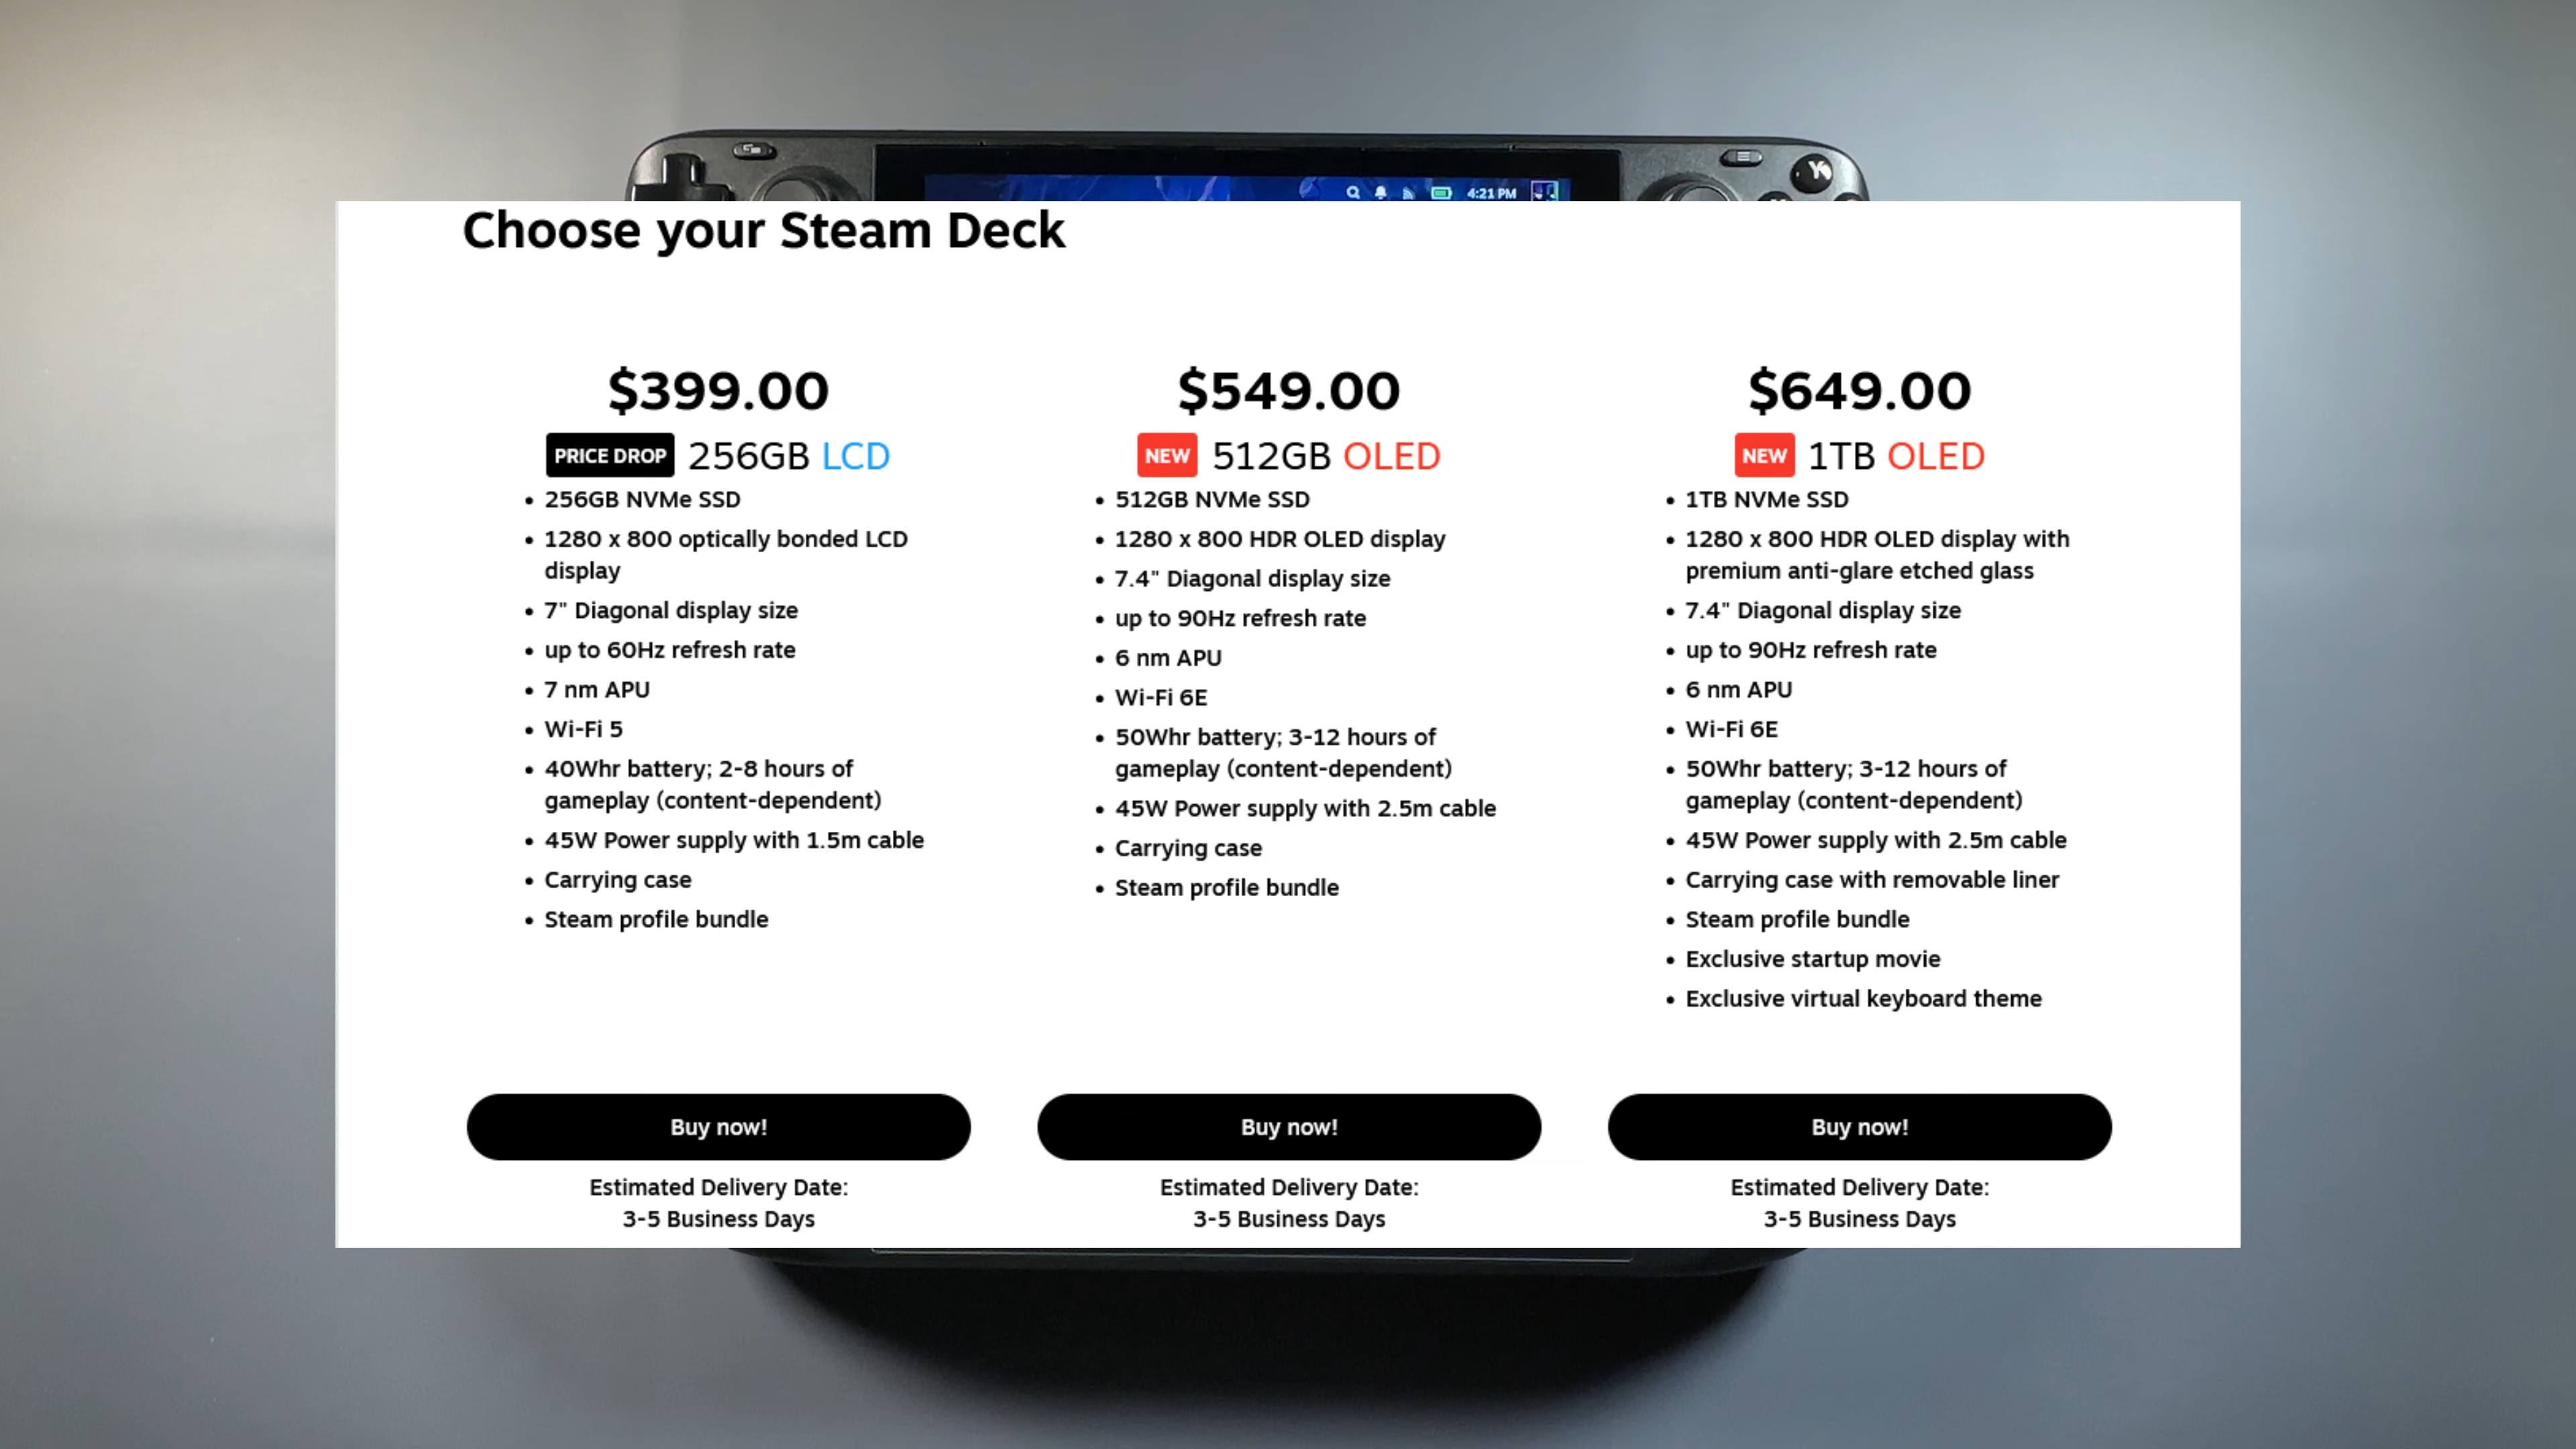 4:21 PM
Y
Choose your Steam Deck
$399.00
PRICE DROP 256GB LCD
• 256GB NVMe SSD
• 1280 x 800 optically bonded LCD
display
• 7" Diagonal display size
• up to 60Hz refresh rate
• 7 nm APU
• Wi-Fi 5
• 40Whr battery; 2-8 hours of
gameplay (content-dependent)
• 45W Power supply with 1.5m cable
• Carrying case
• Steam profile bundle
Buy now!
Estimated Delivery Date:
3-5 Business Days
$549.00
NEW 512GB OLED
• 512GB NVMe SSD
• 1280 x 800 HDR OLED display
• 7.4" Diagonal display size
• up to 90Hz refresh rate
• 6 nm APU
• Wi-Fi 6E
• 50Whr battery; 3-12 hours of
gameplay (content-dependent)
• 45W Power supply with 2.5m cable
• Carrying case
• Steam profile bundle
Buy now!
Estimated Delivery Date:
3-5 Business Days
$649.00
NEW 1TB OLED
• 1TB NVMe SSD
• 1280 x 800 HDR OLED display with
premium anti-glare etched glass
• 7.4" Diagonal display size
• up to 90Hz refresh rate
• 6 nm APU
• Wi-Fi 6E
• 50Whr battery; 3-12 hours of
gameplay (content-dependent)
• 45W Power supply with 2.5m cable
• Carrying case with removable liner
• Steam profile bundle
• Exclusive startup movie
• Exclusive virtual keyboard theme
Buy now!
Estimated Delivery Date:
3-5 Business Days